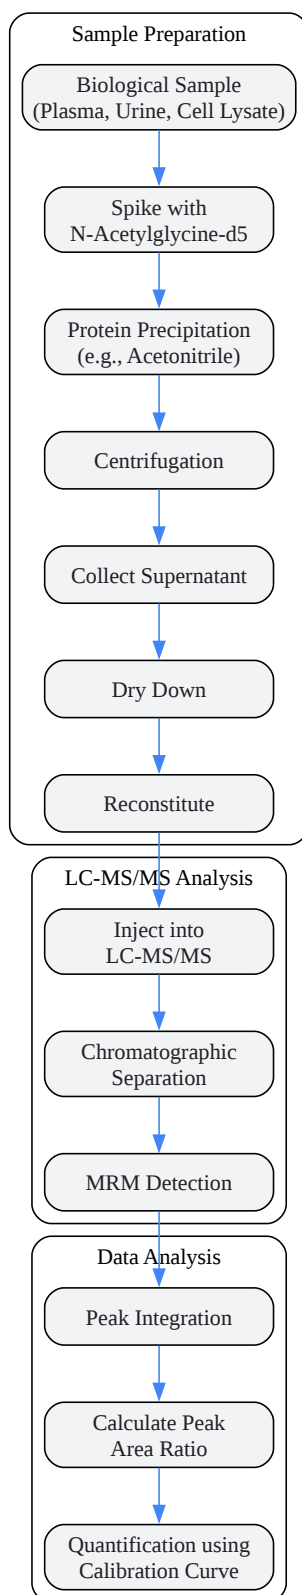 Sample Preparation
Biological Sample
(Plasma, Urine, Cell Lysate)
Spike with
N-Acetylglycine-d5
Protein Precipitation
(e.g., Acetonitrile)
Centrifugation
Collect Supernatant
Dry Down
Reconstitute
LC-MS/MS Analysis
Inject into
LC-MS/MS
Chromatographic
Separation
MRM Detection
Data Analysis
Peak Integration
Calculate Peak
Area Ratio
Quantification using
Calibration Curve